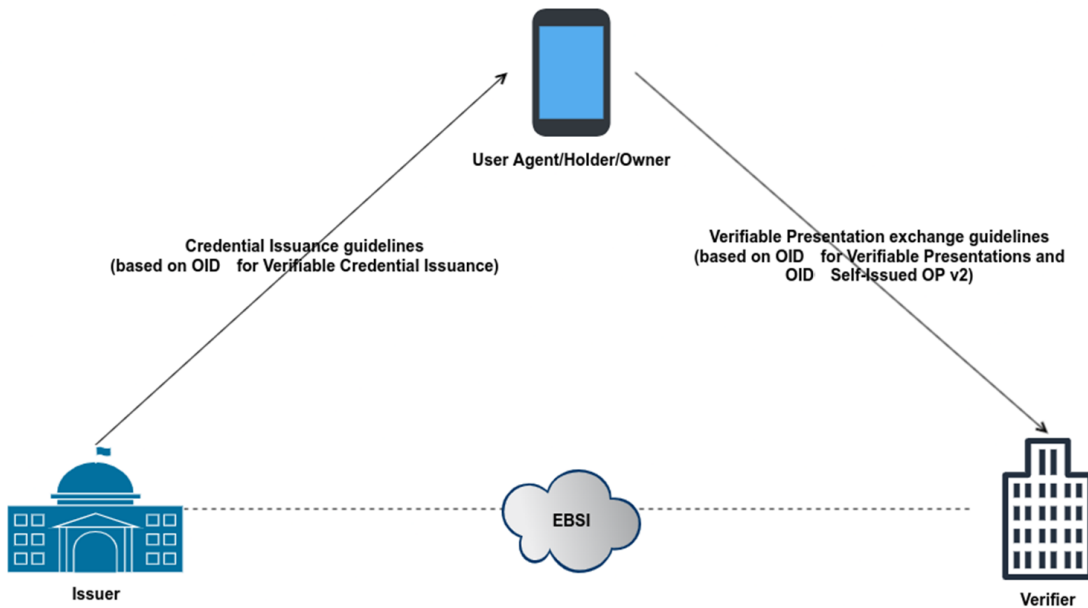 User Agent/Holder/Owner
Credential Issuance guidelines
(based on OID for Verifiable Credential Issuance)
Verifiable Presentation exchange guidelines
(based on OID for Verifiable Presentations and
OID Self-Issued OP v2)
EBSI
Issuer
Verifier